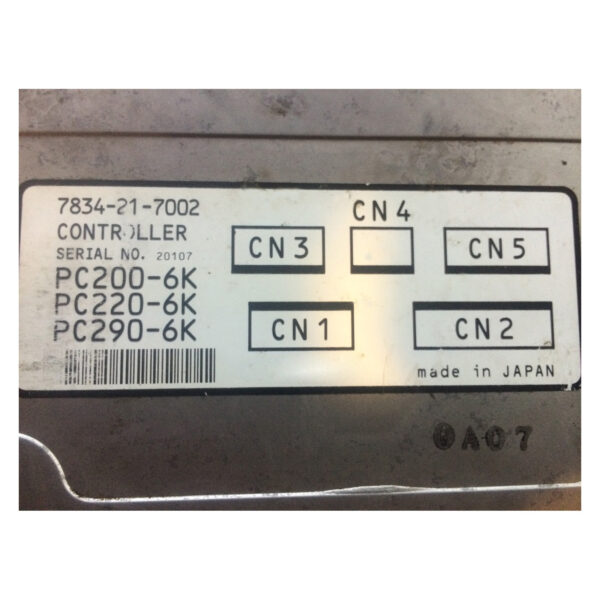 7834-21-7002
CONTROLLER
SERIAL NO. 20107
PC200-6K
PC220-6K
PC290-6K
CN3
CN4
CN5
CN1
CN2
made in JAPAN
0A07